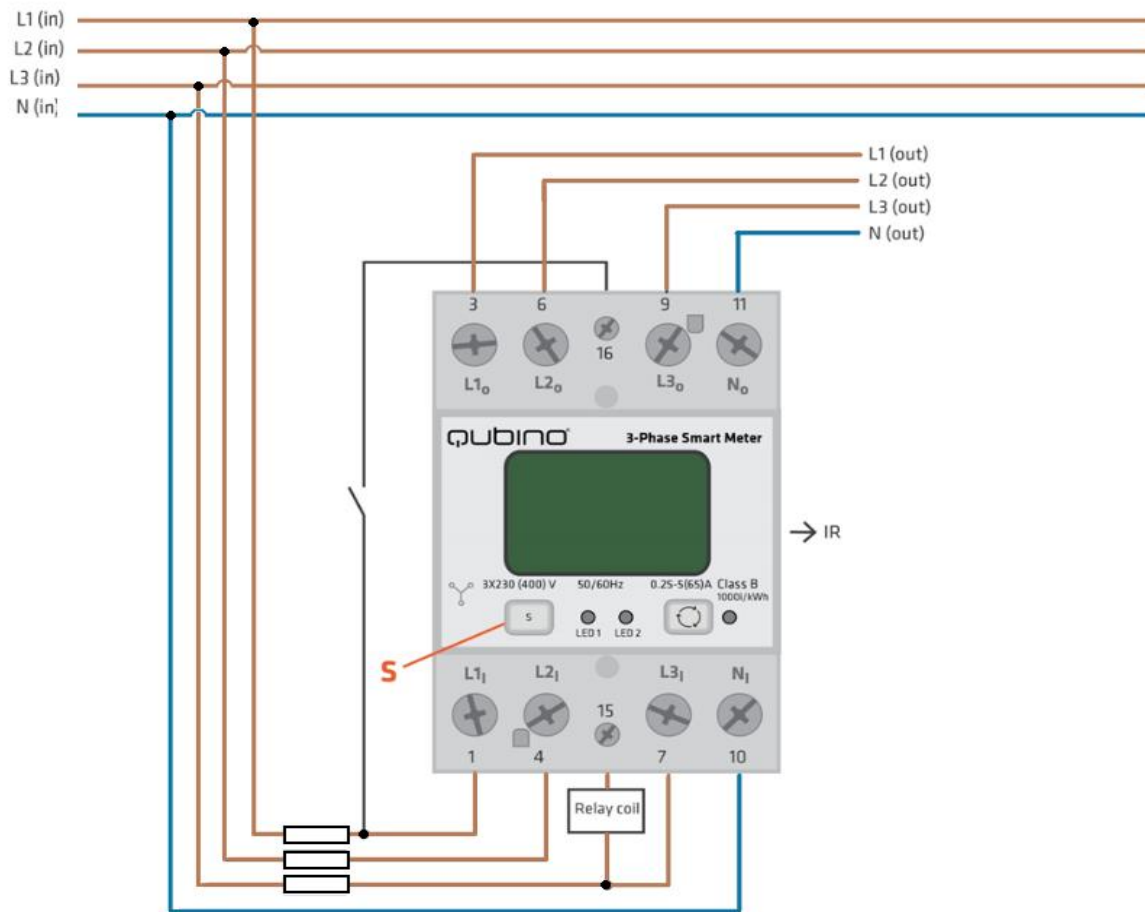 L1 (in)
L2 (in)
L3 (in)
N (in)
L1 (out)
L2 (out)
L3 (out)
N (out)
3 6 9 11
16
L1o L2o L3o No
QUBINO® 3-Phase Smart Meter
IR
3X230 (400) V 50/60Hz 0.25-5(65)A Class B
1000i/kWh
S
LED 1 LED 2
S
L1I L2I L3I NI
15
1 4 7 10
Relay coil